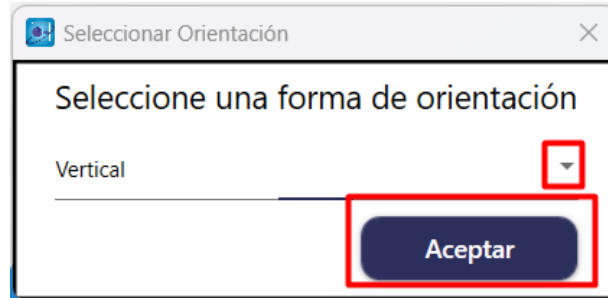 Seleccionar Orientación
Seleccione una forma de orientación
Vertical
Aceptar